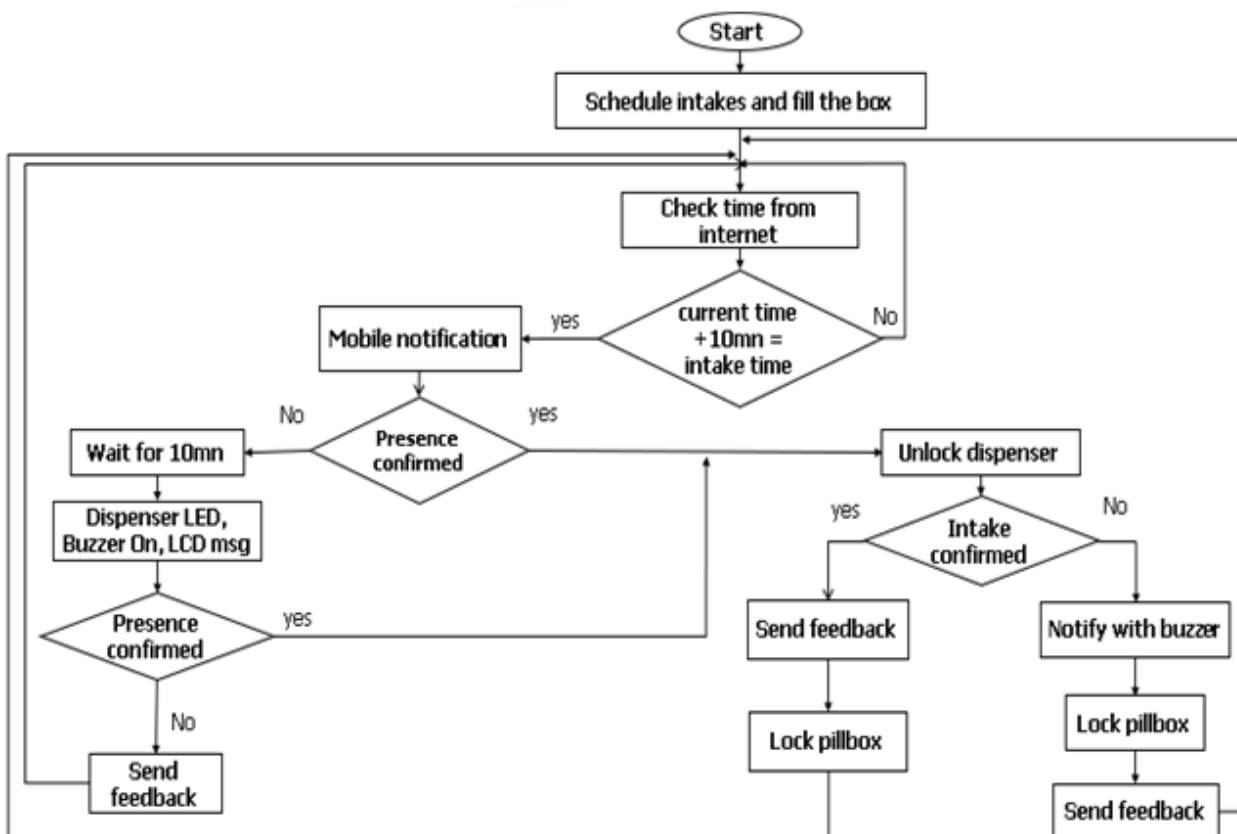 Start
Schedule intakes and fill the box
Check time from
internet
current time
+10mn =
intake time
yes
No
Mobile notification
No
yes
Presence
confirmed
Wait for 10mn
Unlock dispenser
Dispenser LED,
Buzzer On, LCD msg
yes
No
Intake
confirmed
Presence
confirmed
yes
Send feedback
Notify with buzzer
No
Lock pillbox
Lock pillbox
Send
feedback
Send feedback